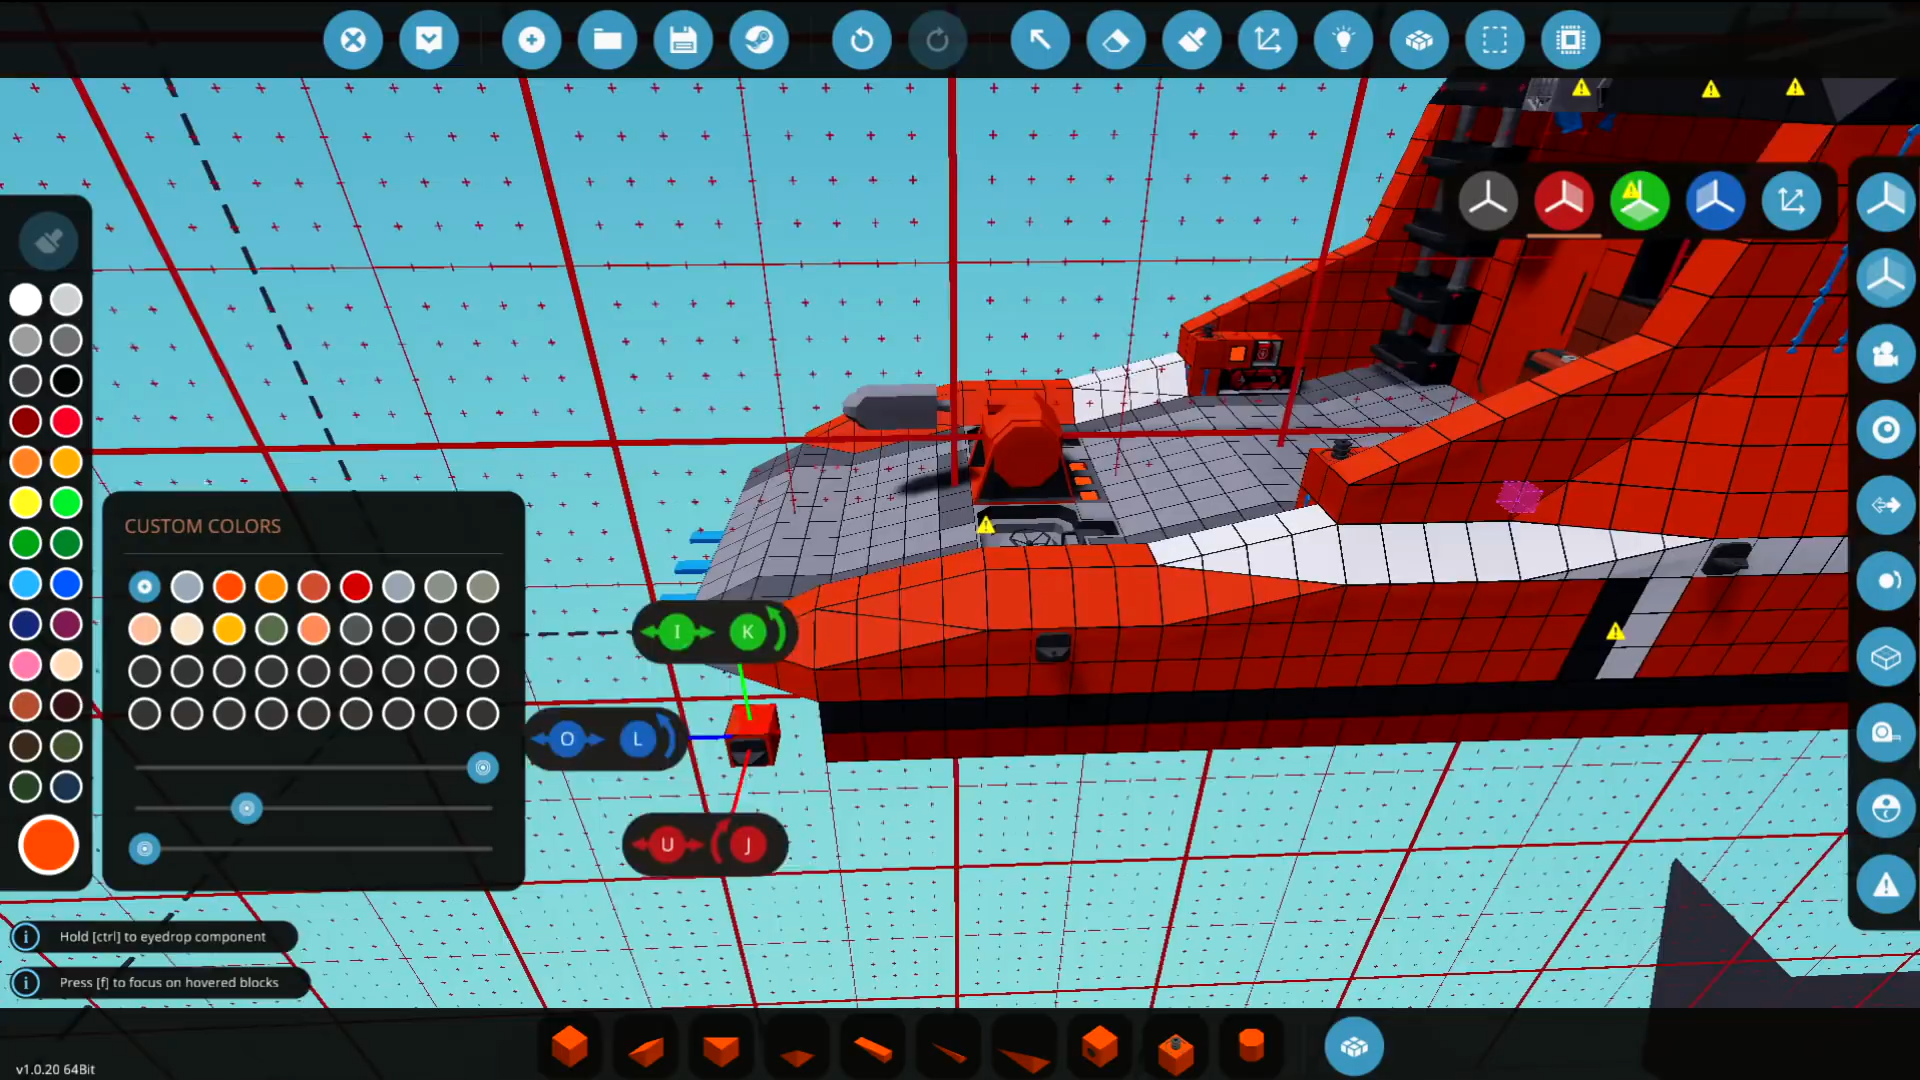 CUSTOM COLORS
I K
O L
U J
Hold [ctrl] to eyedrop component
Press [f] to focus on hovered blocks
v1.0.20 64Bit